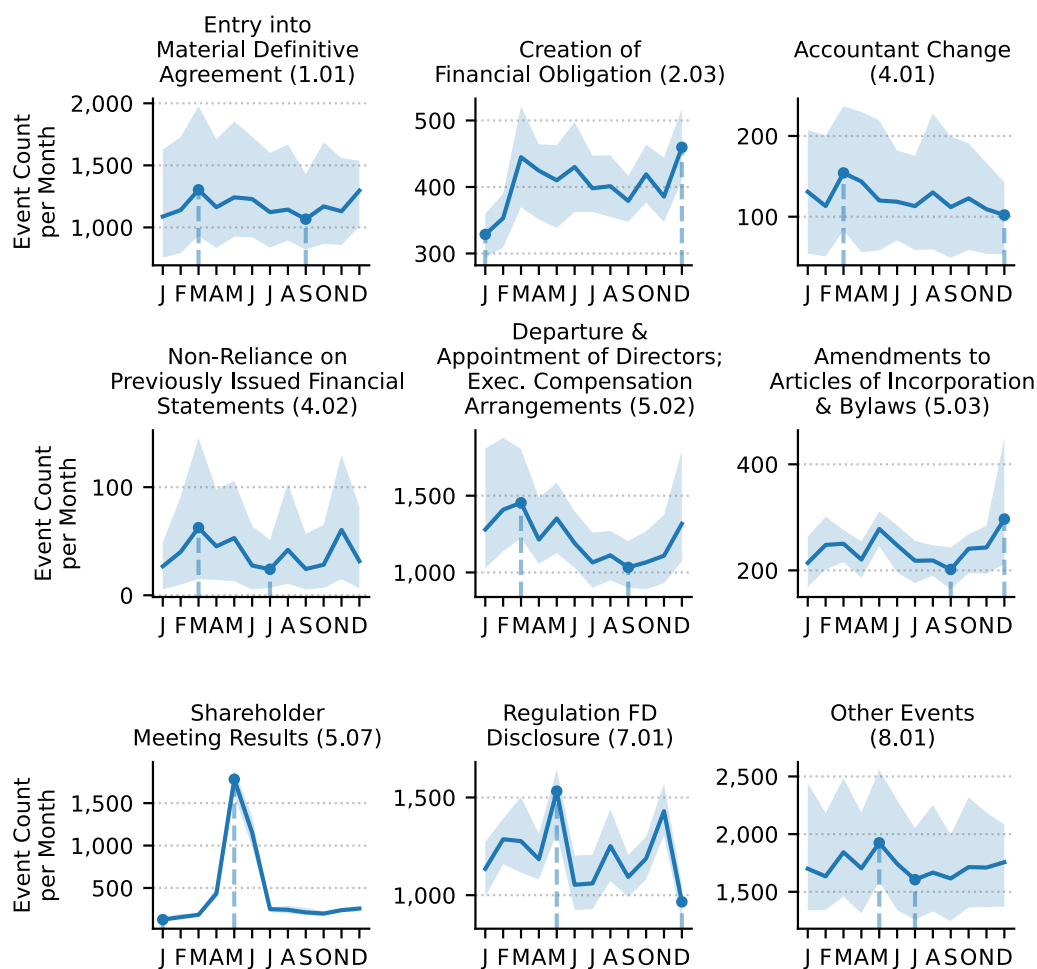 Entry into
Material Definitive
Agreement (1.01)
Creation of
Financial Obligation (2.03)
Accountant Change
(4.01)
Event Count
per Month
2,000
1,500
1,000
J F M A M J J A S O N D
500
400
300
J F M A M J J A S O N D
200
100
J F M A M J J A S O N D
Non-Reliance on
Previously Issued Financial
Statements (4.02)
Departure &
Appointment of Directors;
Exec. Compensation
Arrangements (5.02)
Amendments to
Articles of Incorporation
& Bylaws (5.03)
Event Count
per Month
100
0
J F M A M J J A S O N D
1,500
1,000
J F M A M J J A S O N D
400
200
J F M A M J J A S O N D
Shareholder
Meeting Results (5.07)
Regulation FD
Disclosure (7.01)
Other Events
(8.01)
Event Count
per Month
1,500
1,000
500
J F M A M J J A S O N D
1,500
1,000
J F M A M J J A S O N D
2,500
2,000
1,500
J F M A M J J A S O N D